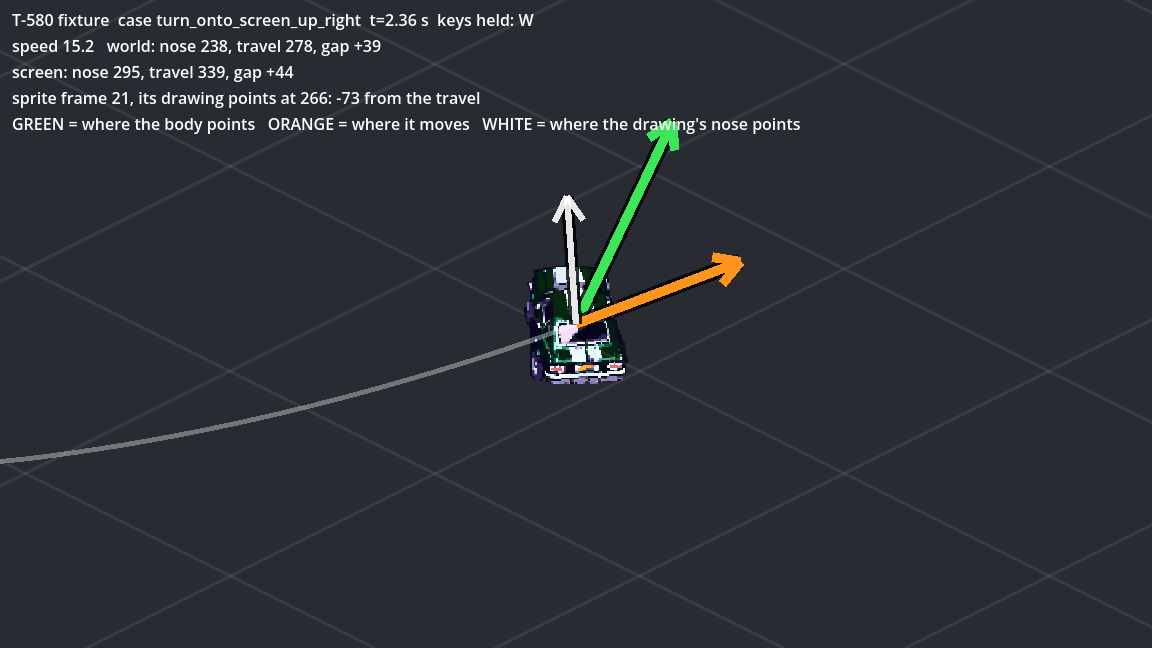 T-580 fixture  case turn_onto_screen_up_right  t=2.36 s  keys held: W
speed 15.2   world: nose 238, travel 278, gap +39
screen: nose 295, travel 339, gap +44
sprite frame 21, its drawing points at 266: -73 from the travel
GREEN = where the body points   ORANGE = where it moves   WHITE = where the drawing's nose points